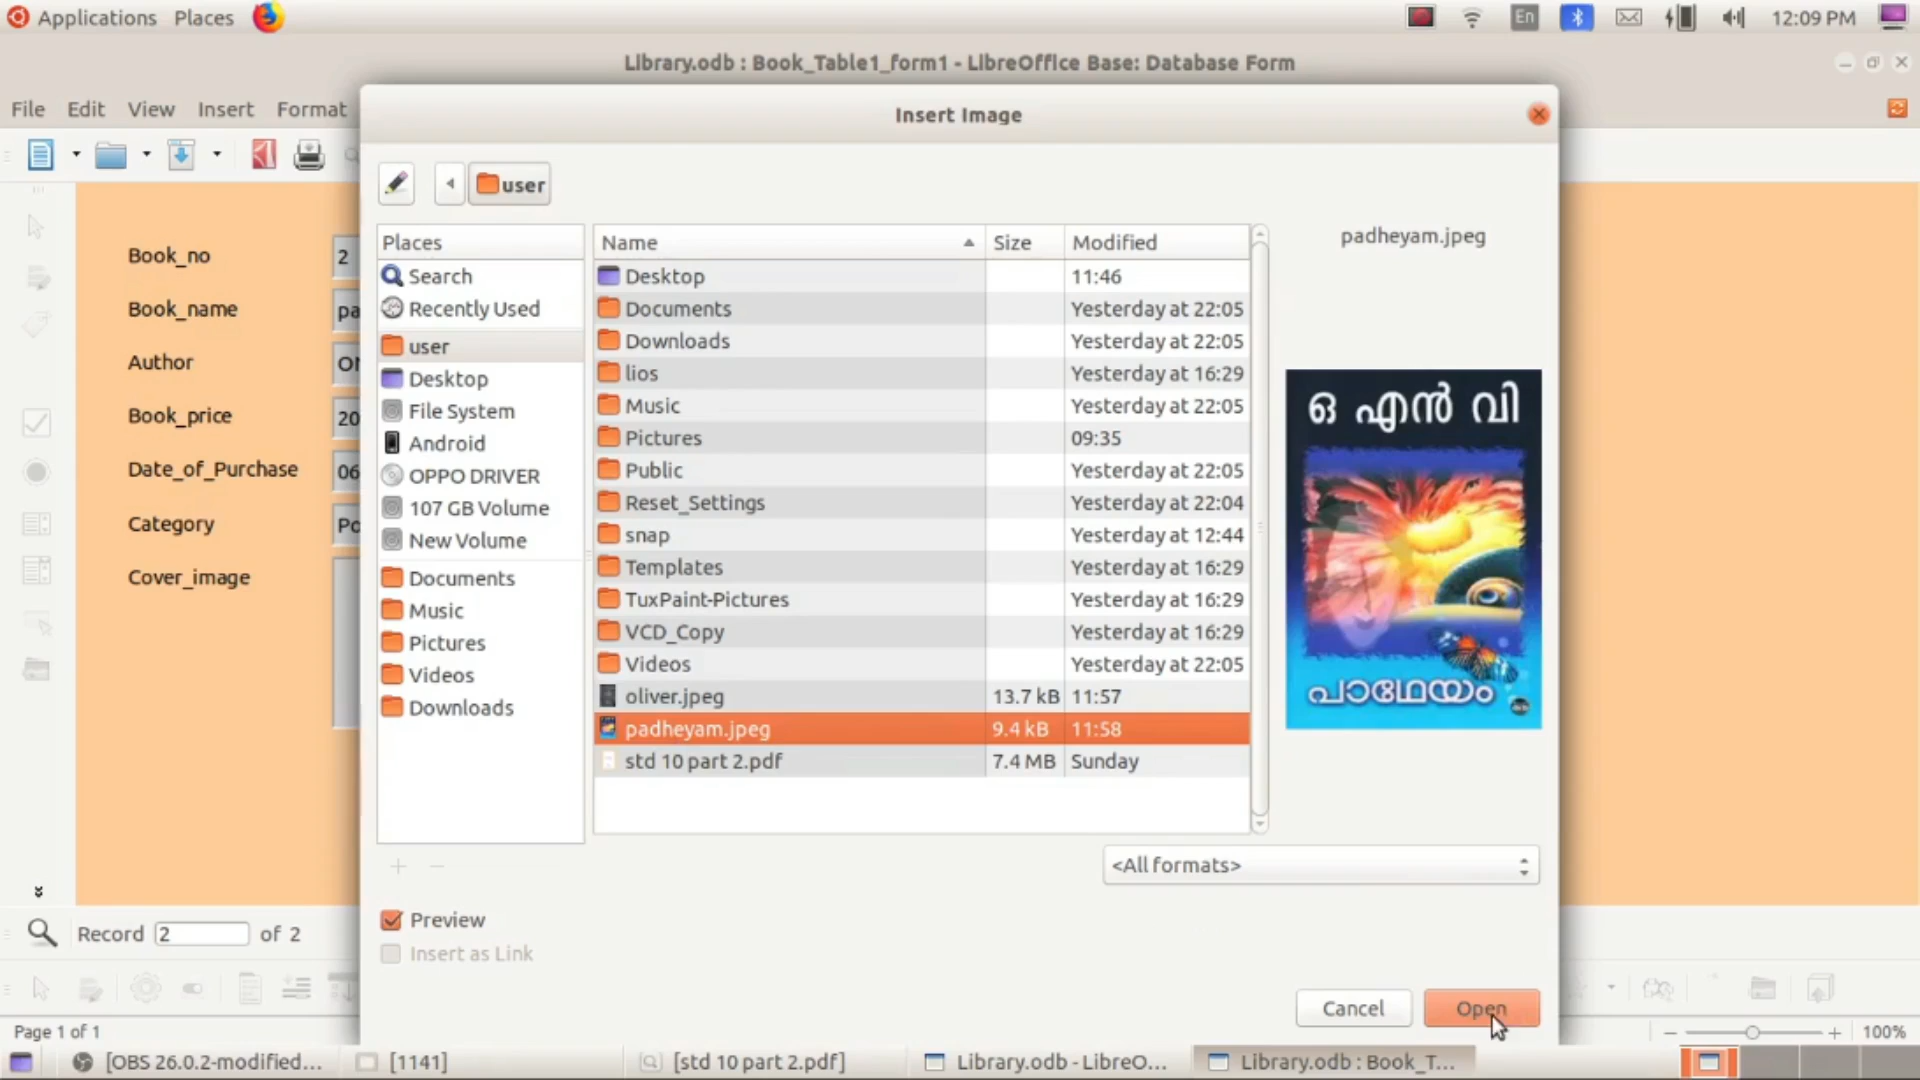 Applications Places En 12:09 PM
Library.odb : Book_Table1_form1 - LibreOffice Base: Database Form
File Edit View Insert Format
Insert Image
user
Places
Search
Recently Used
user
Desktop
File System
Android
OPPO DRIVER
107 GB Volume
New Volume
Documents
Music
Pictures
Videos
Downloads
Name Size Modified
Desktop 11:46
Documents Yesterday at 22:05
Downloads Yesterday at 22:05
lios Yesterday at 16:29
Music Yesterday at 22:05
Pictures 09:35
Public Yesterday at 22:05
Reset_Settings Yesterday at 22:04
snap Yesterday at 12:44
Templates Yesterday at 16:29
TuxPaint-Pictures Yesterday at 16:29
VCD_Copy Yesterday at 16:29
Videos Yesterday at 22:05
oliver.jpeg 13.7 kB 11:57
padheyam.jpeg 9.4 kB 11:58
std 10 part 2.pdf 7.4 MB Sunday
padheyam.jpeg
ഒ എൻ വി
പാഥേയം
Book_no 2
Book_name pa
Author
Book_price 20
Date_of_Purchase 06
Category Po
Cover_image
<All formats>
Preview
Insert as Link
Cancel Open
Record 2 of 2
Page 1 of 1 100%
[OBS 26.0.2-modified... [1141] [std 10 part 2.pdf] Library.odb - LibreO... Library.odb : Book_T...